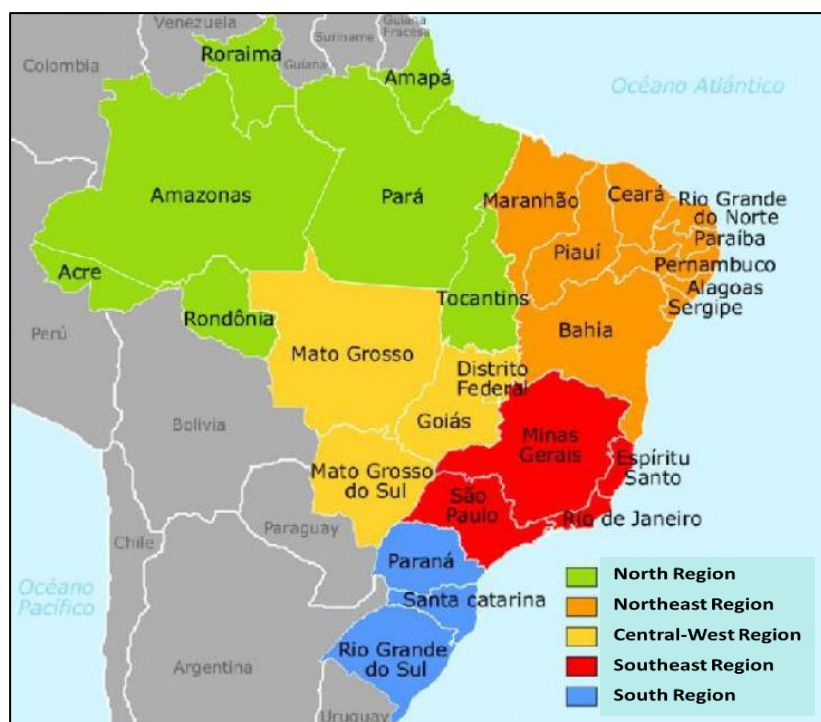 Venezuela
Guiana
Fracesa
Suriname
Roraima
Guiana
Colombia
Amapá
Océano Atlántico
Amazonas
Pará
Maranhão
Ceará
Rio Grande
do Norte
Paraíba
Piauí
Pernambuco
Acre
Alagoas
Tocantins
Sergipe
Rondônia
Perú
Bahía
Mato Grosso
Distrito
Federal
Goiás
Bolivia
Minas
Gerais
Espíritu
Santo
Mato Grosso
do Sul
São
Paulo
Río de Janeiro
Paraguay
Chile
Paraná
Océano
Pacífico
Santa catarina
Rio Grande
do Sul
Argentina
Uruguay
North Region
Northeast Region
Central-West Region
Southeast Region
South Region